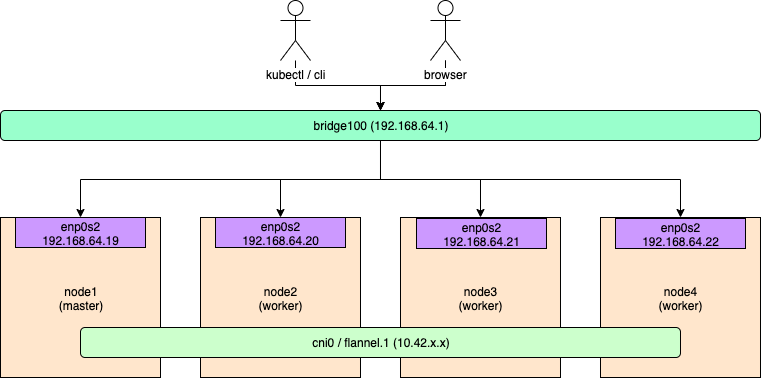 kubectl / cli
browser
bridge100 (192.168.64.1)
enp0s2
192.168.64.19
enp0s2
192.168.64.20
enp0s2
192.168.64.21
enp0s2
192.168.64.22
node1
(master)
node2
(worker)
node3
(worker)
node4
(worker)
cni0 / flannel.1 (10.42.x.x)